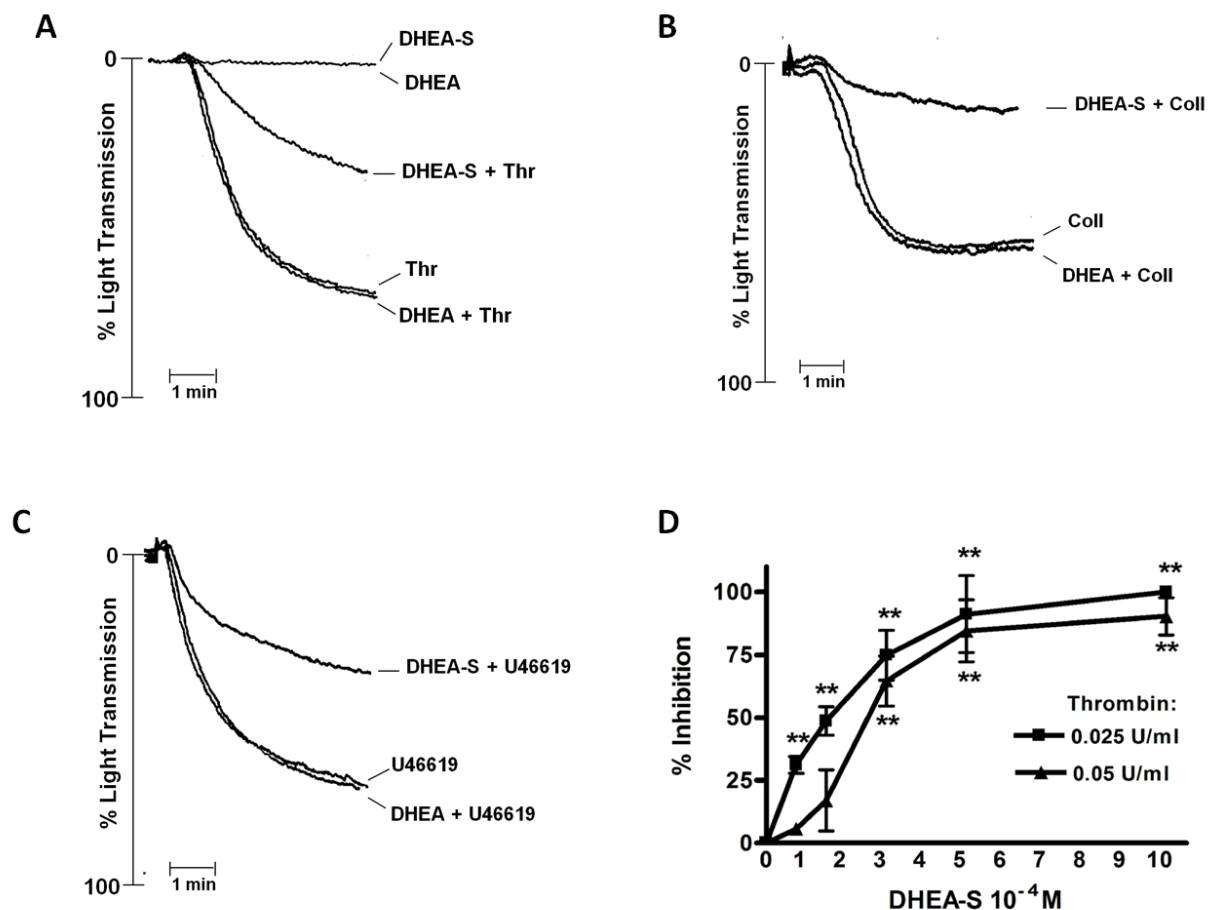 A
% Light Transmission
0
100
1 min
DHEA-S
DHEA
DHEA-S + Thr
Thr
DHEA + Thr
B
% Light Transmission
0
100
1 min
DHEA-S + Coll
Coll
DHEA + Coll
C
% Light Transmission
0
100
1 min
DHEA-S + U46619
U46619
DHEA + U46619
D
% Inhibition
100
75
50
25
0
** ** ** ** **
** ** **
Thrombin:
0.025 U/ml
0.05 U/ml
0 1 2 3 4 5 6 7 8 9 10
DHEA-S 10⁻⁴M